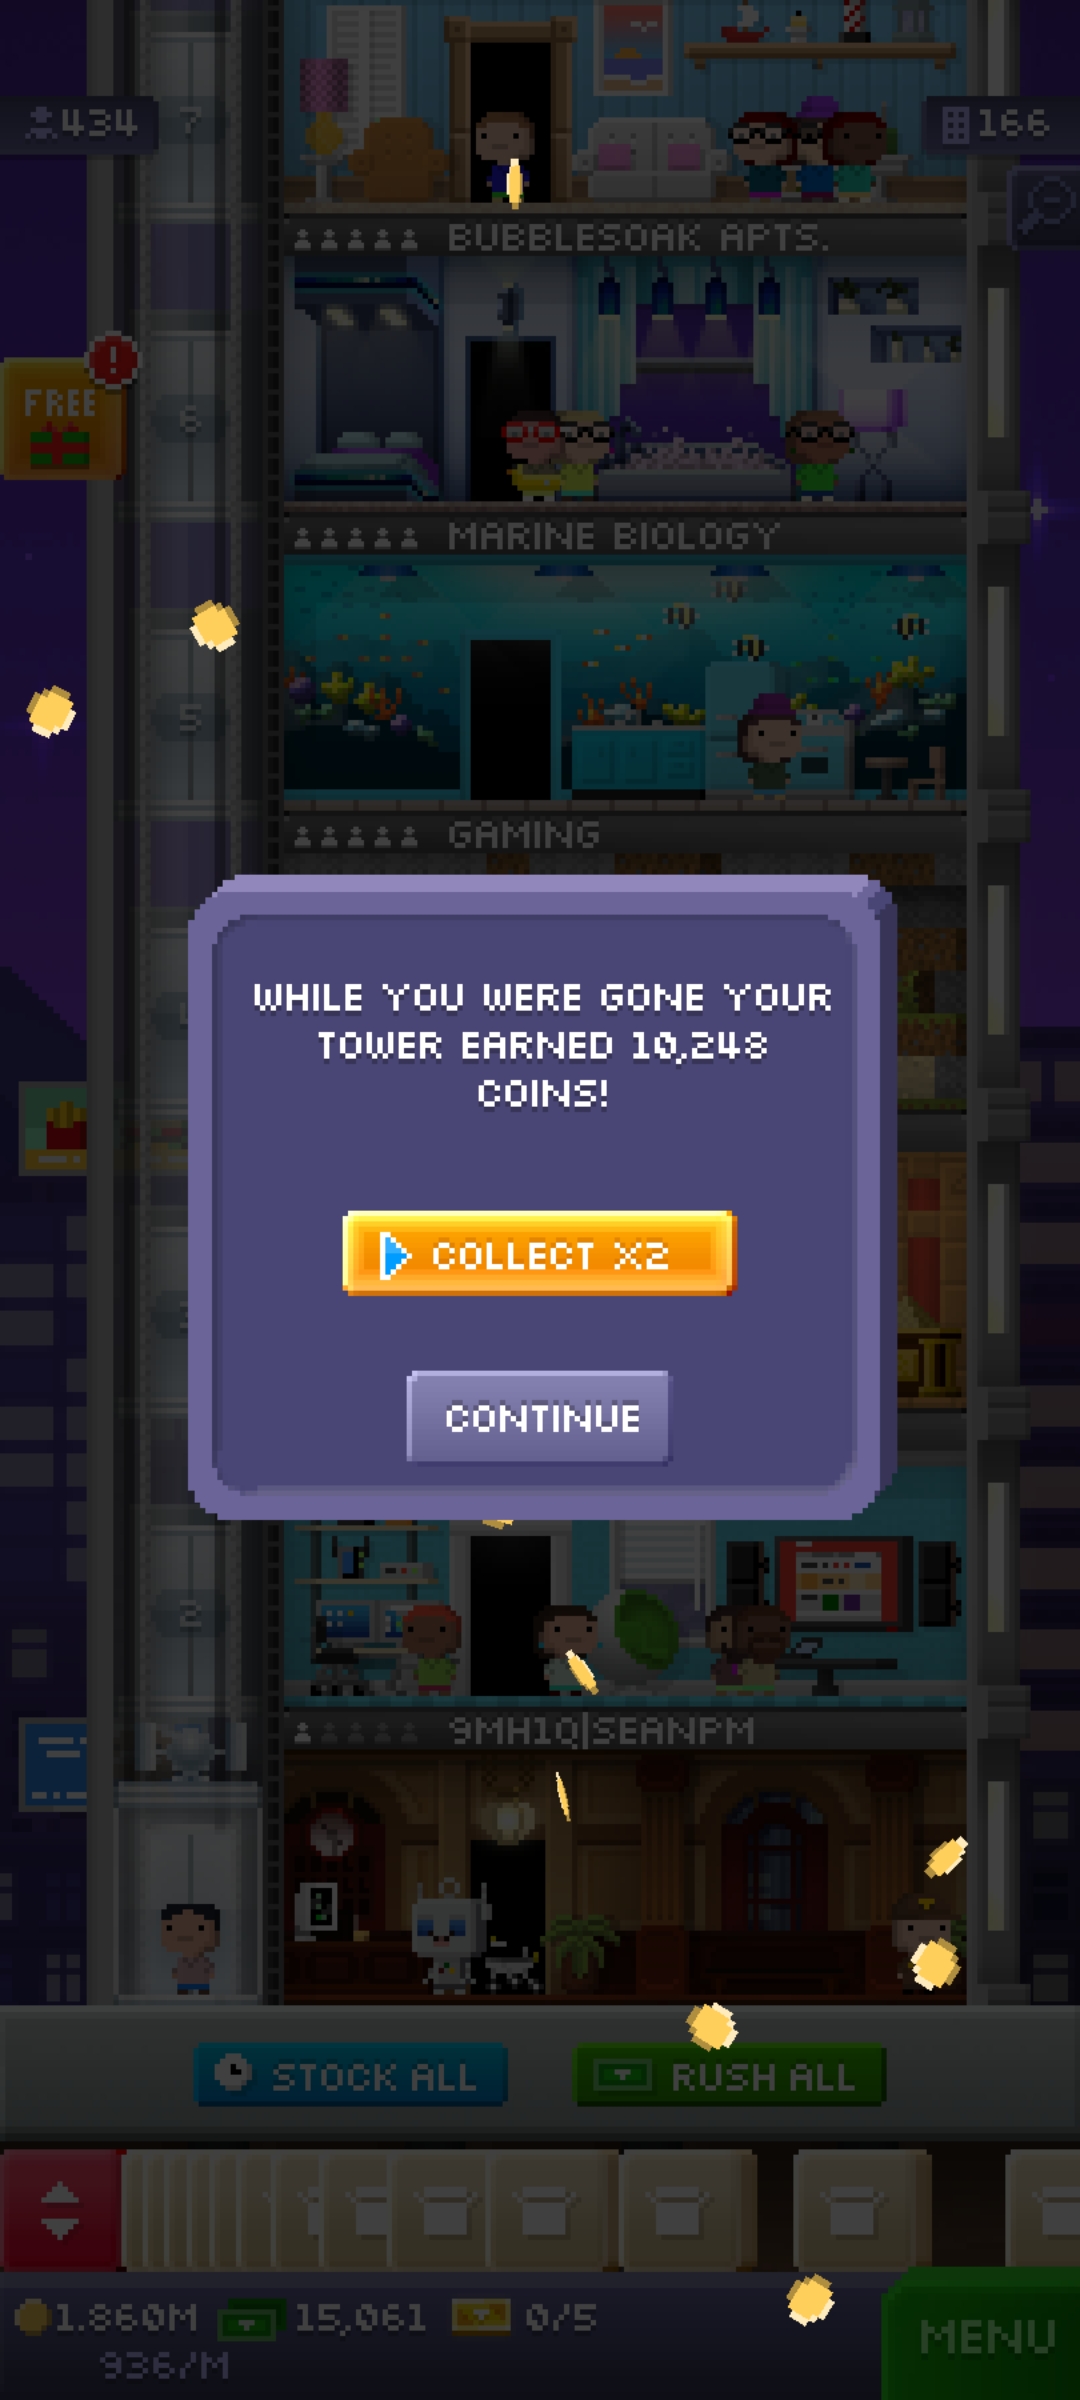 434
7
166
BUBBLESOAK APTS.
FREE
!
6
MARINE BIOLOGY
5
GAMING
WHILE YOU WERE GONE YOUR
TOWER EARNED 10,248
COINS!
COLLECT X2
CONTINUE
2
9MH1Q|SEANPM
STOCK ALL
RUSH ALL
1.860M
15,061
0/5
936/M
MENU